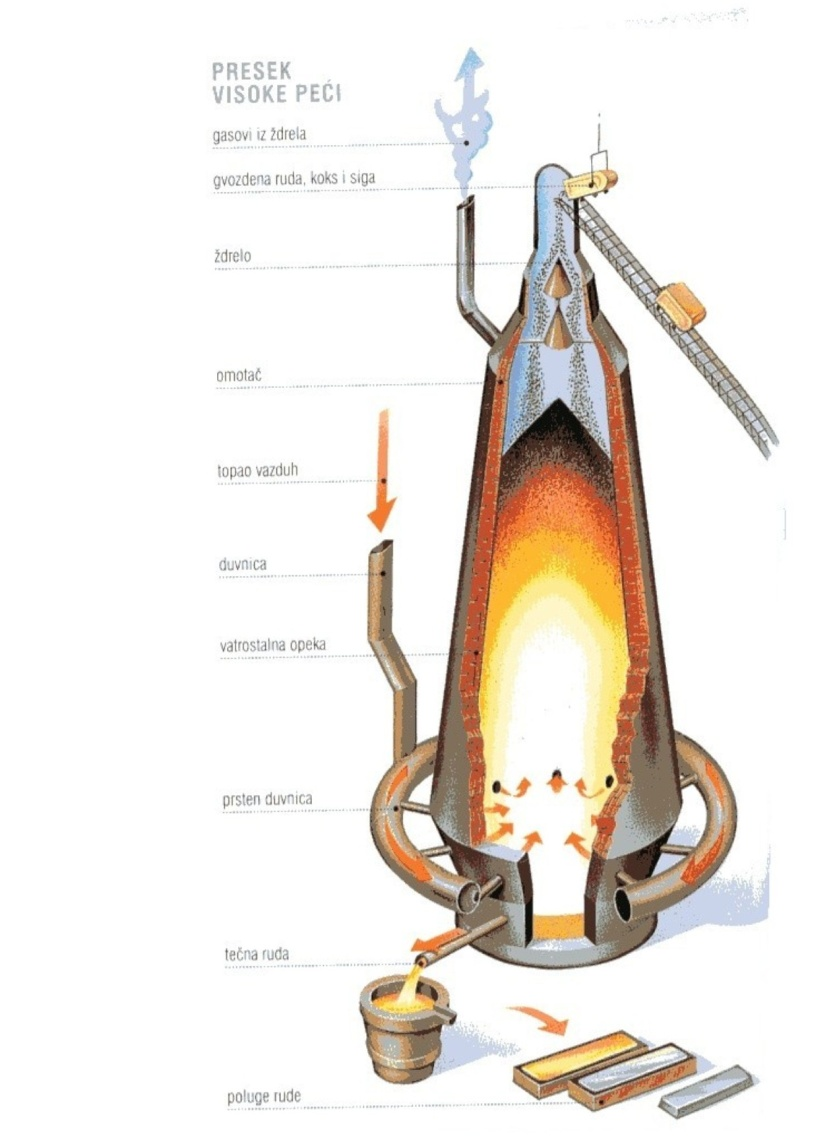 PRESEK
VISOKE PEĆI
gasovi iz ždrela
gvozdena ruda, koks i siga
ždrelo
omotač
topao vazduh
duvnica
vatrostalna opeka
prsten duvnica
tečna ruda
poluge rude